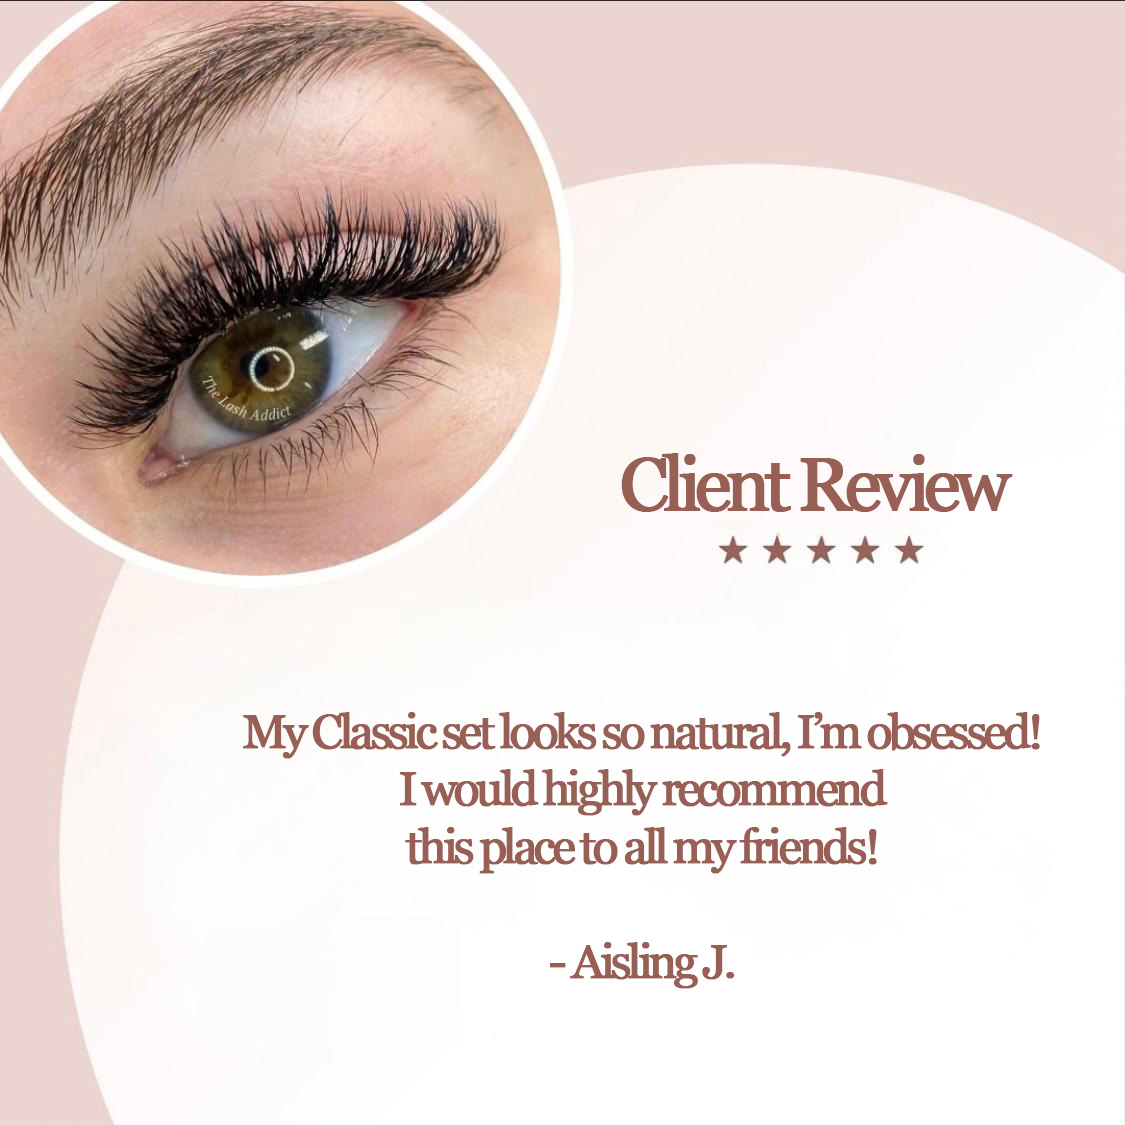 The Lash Addict
Client Review
★ ★ ★ ★ ★
My Classic set looks so natural, I’m obsessed!
I would highly recommend
this place to all my friends!
- Aisling J.